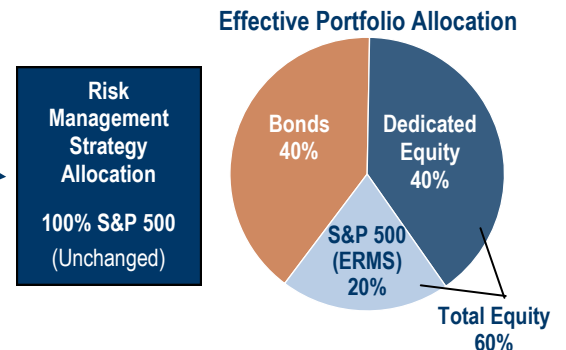 Effective Portfolio Allocation
Risk
Management
Strategy
Allocation
100% S&P 500
(Unchanged)
Bonds
40%
Dedicated
Equity
40%
S&P 500
(ERMS)
20%
Total Equity
60%